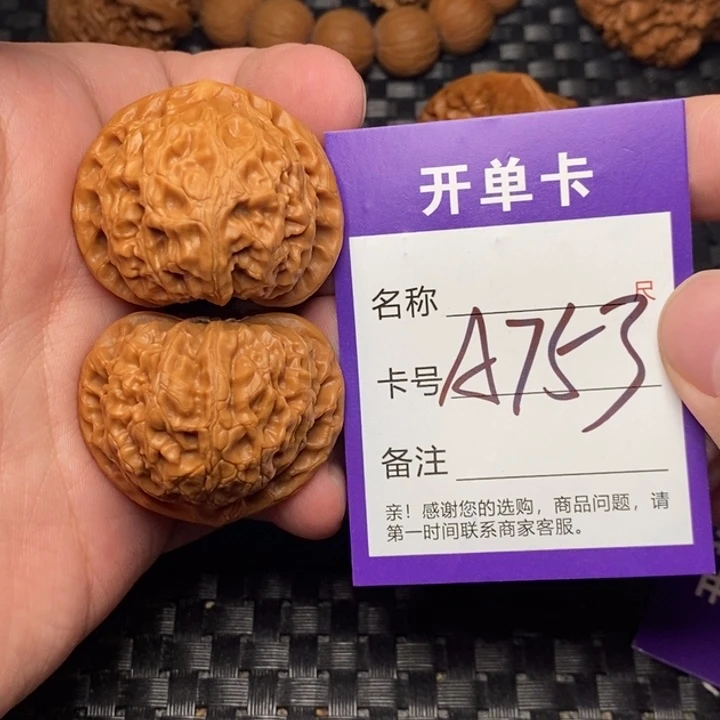 开单卡
名称
尺
卡号 A753
备注
亲！感谢您的选购，商品问题，请
第一时间联系商家客服。